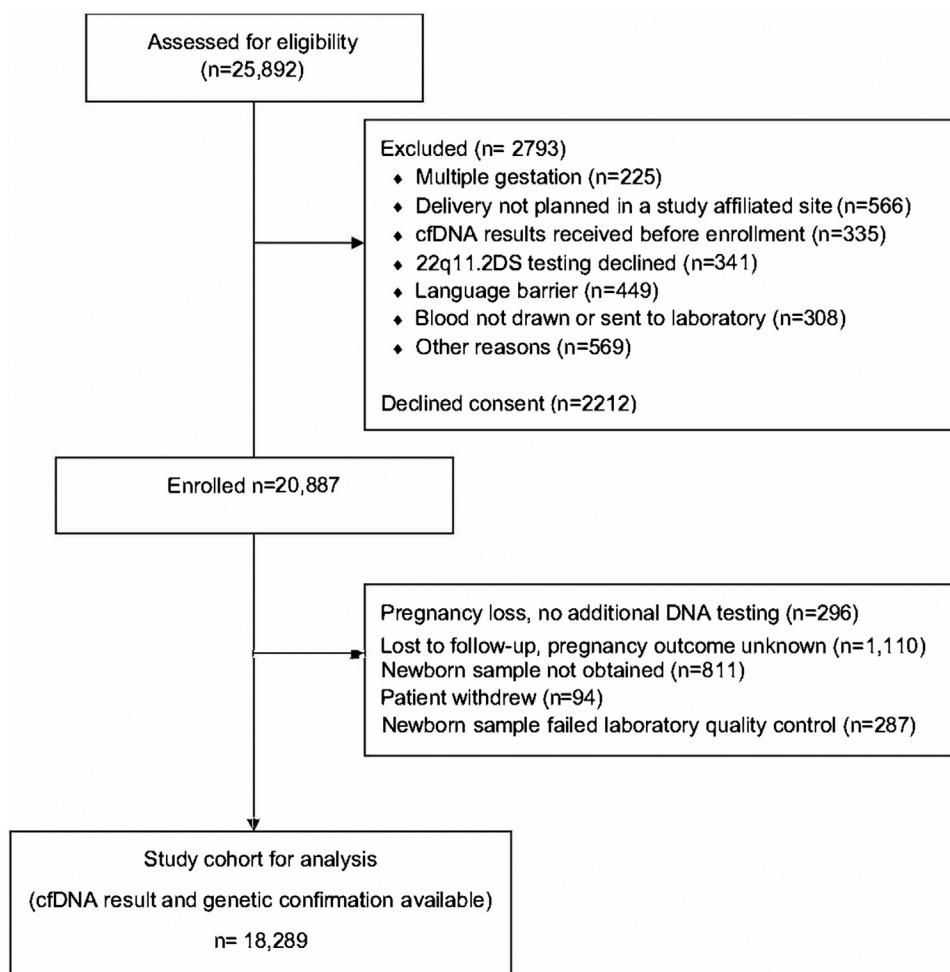 Assessed for eligibility
(n=25,892)
Excluded (n= 2793)
♦ Multiple gestation (n=225)
♦ Delivery not planned in a study affiliated site (n=566)
♦ cfDNA results received before enrollment (n=335)
♦ 22q11.2DS testing declined (n=341)
♦ Language barrier (n=449)
♦ Blood not drawn or sent to laboratory (n=308)
♦ Other reasons (n=569)
Declined consent (n=2212)
Enrolled n=20,887
Pregnancy loss, no additional DNA testing (n=296)
Lost to follow-up, pregnancy outcome unknown (n=1,110)
Newborn sample not obtained (n=811)
Patient withdrew (n=94)
Newborn sample failed laboratory quality control (n=287)
Study cohort for analysis
(cfDNA result and genetic confirmation available)
n= 18,289